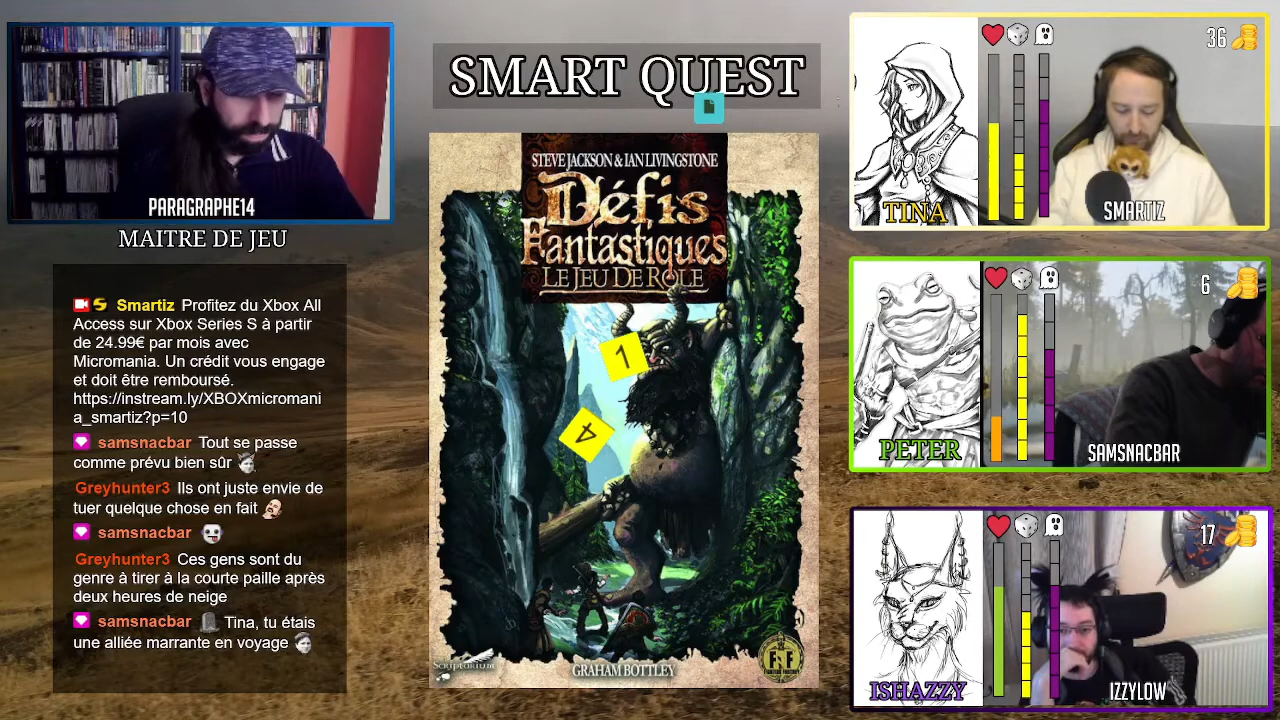 PARAGRAPHE14
MAITRE DE JEU
Smartiz Profitez du Xbox All
Access sur Xbox Series S à partir
de 24.99€ par mois avec
Micromania. Un crédit vous engage
et doit être remboursé.
https://instream.ly/XBOXmicromani
a_smartiz?p=10
samsnacbar Tout se passe
comme prévu bien sûr
Greyhunter3 Ils ont juste envie de
tuer quelque chose en fait
samsnacbar
Greyhunter3 Ces gens sont du
genre à tirer à la courte paille après
deux heures de neige
samsnacbar Tina, tu étais
une alliée marrante en voyage
SMART QUEST
STEVE JACKSON & IAN LIVINGSTONE
Défis
Fantastiques
LE JEU DE RÔLE
1
4
SCRIPTARIUM
GRAHAM BOTTLEY
FF
36
TINA
SMARTIZ
6
PETER
SAMSNACBAR
17
ISHAZZY
IZZYLOW